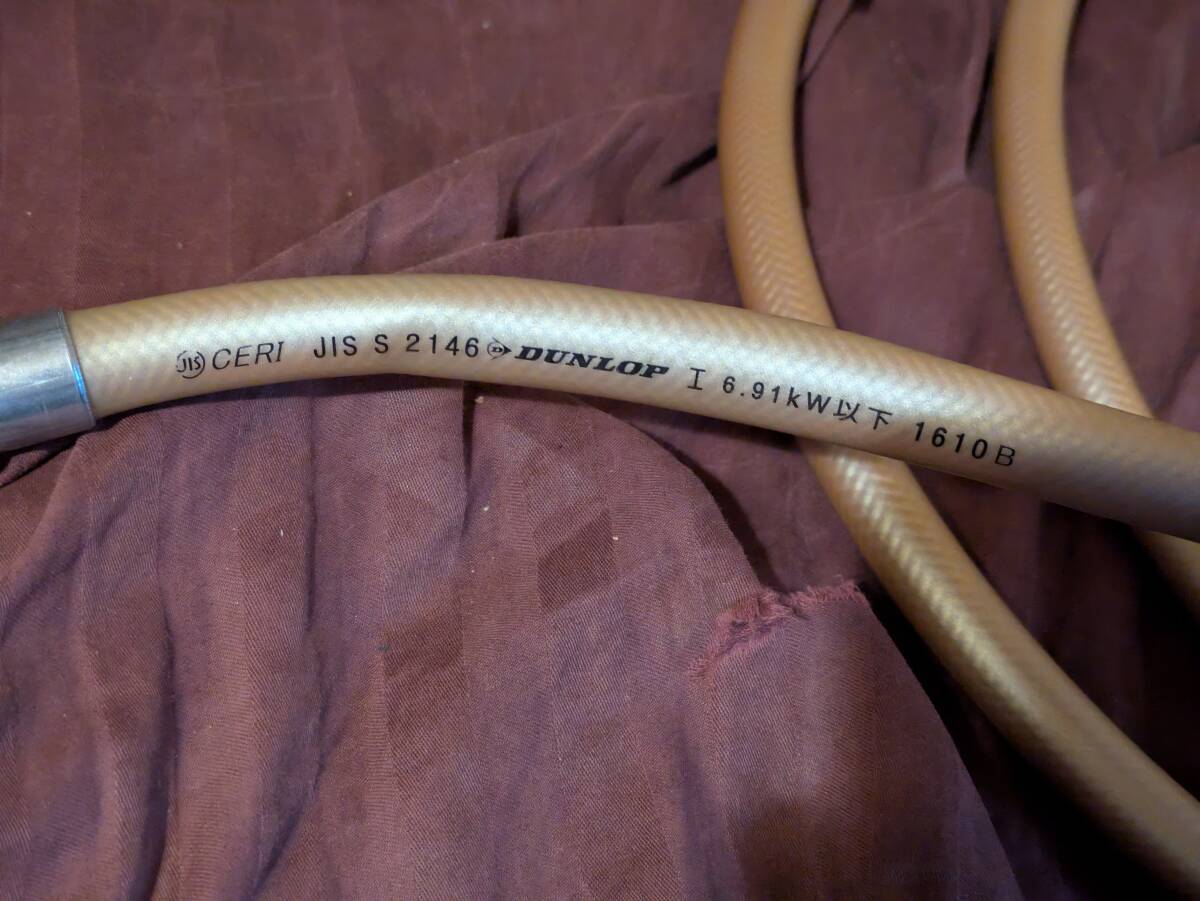 JIS CERI JIS S 2146 D DUNLOP I 6.91kW以下 1610B